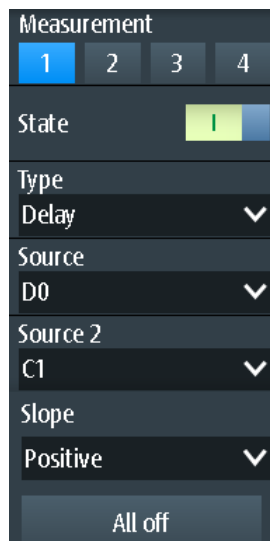 Measurement
1 2 3 4
State I
Type
Delay
Source
D0
Source 2
C1
Slope
Positive
All off